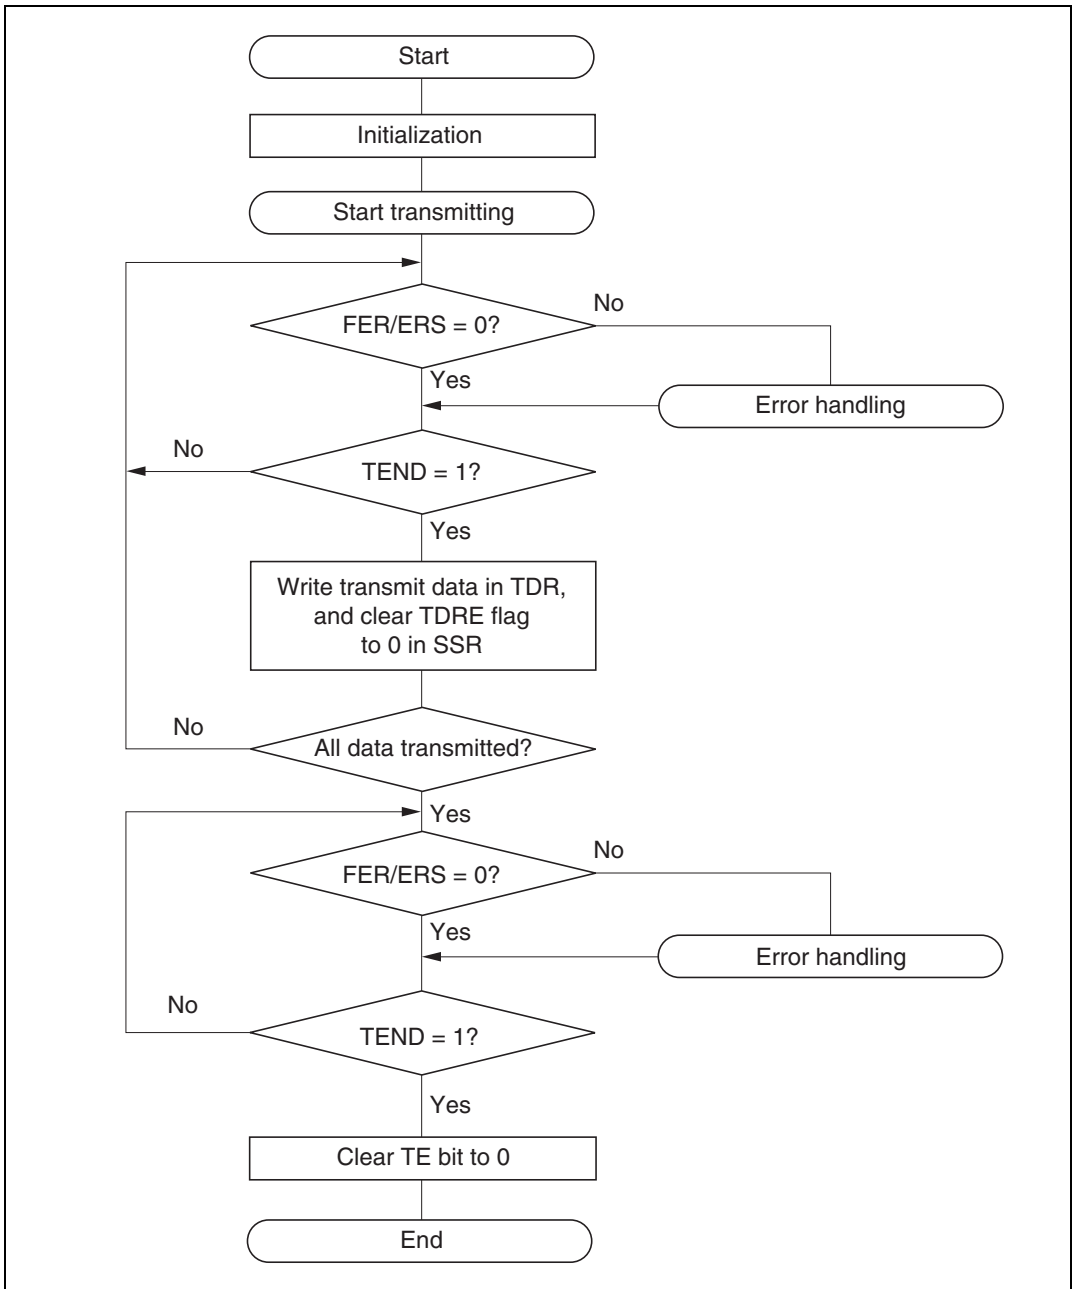 Start
Initialization
Start transmitting
FER/ERS = 0?
No
Yes
Error handling
No
TEND = 1?
Yes
Write transmit data in TDR,
and clear TDRE flag
to 0 in SSR
No
All data transmitted?
Yes
FER/ERS = 0?
No
Yes
Error handling
No
TEND = 1?
Yes
Clear TE bit to 0
End